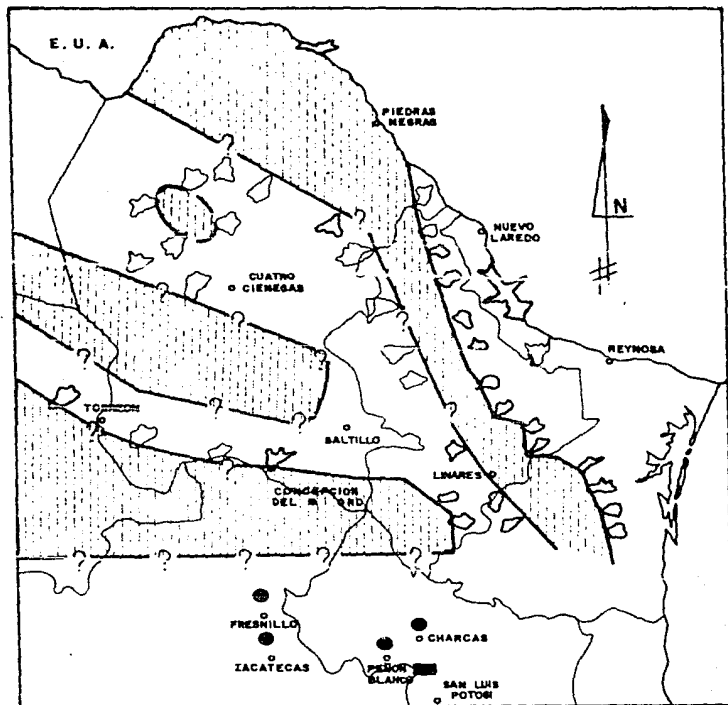 E. U. A.
PIEDRAS
NEGRAS
N
NUEVO
LAREDO
CUATRO
CIENEGAS
REYNOSA
TORREON
SALTILLO
LINARES
CONCEPCION
DEL
FRESNILLO
CHARCAS
ZACATECAS
PEÑON
BLANCO
SAN LUIS
POTOSI